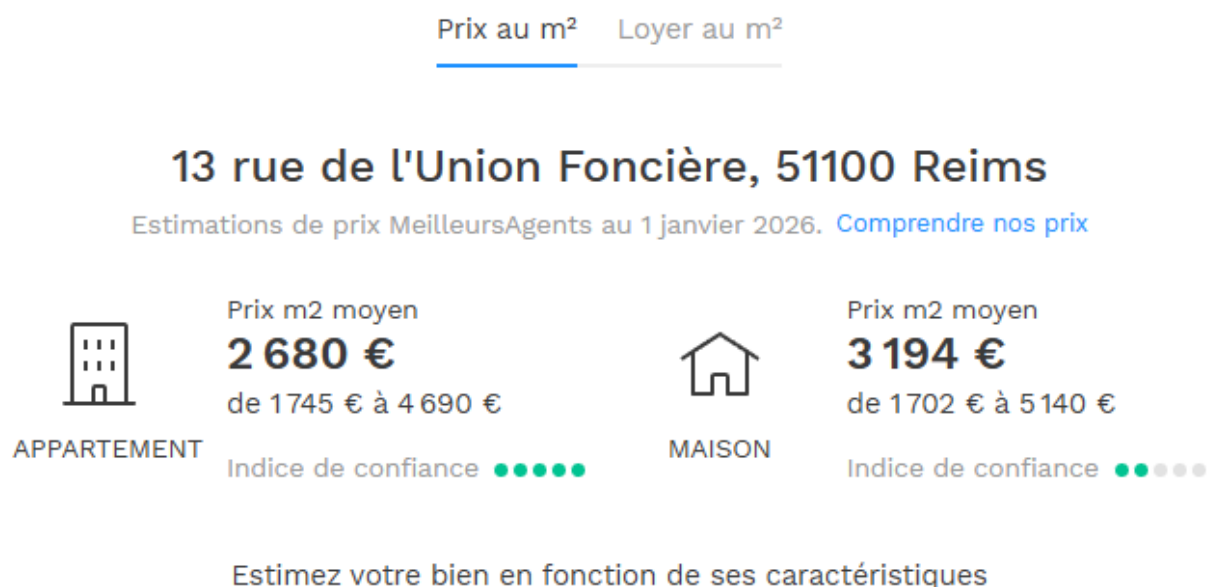 Prix au m² Loyer au m²
13 rue de l'Union Foncière, 51100 Reims
Estimations de prix MeilleursAgents au 1 janvier 2026. Comprendre nos prix
Prix m2 moyen
2 680 €
de 1 745 € à 4 690 €
APPARTEMENT
Indice de confiance
Prix m2 moyen
3 194 €
de 1 702 € à 5 140 €
MAISON
Indice de confiance
Estimez votre bien en fonction de ses caractéristiques